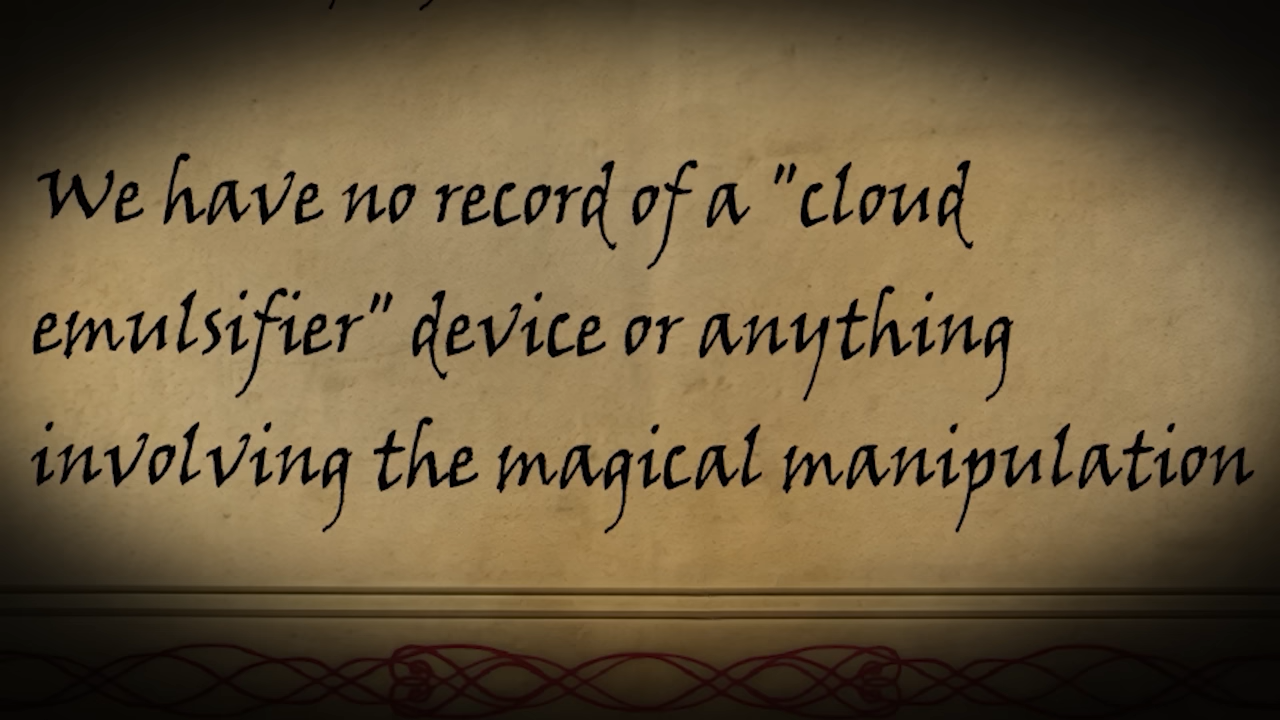 We have no record of a "cloud
emulsifier" device or anything
involving the magical manipulation